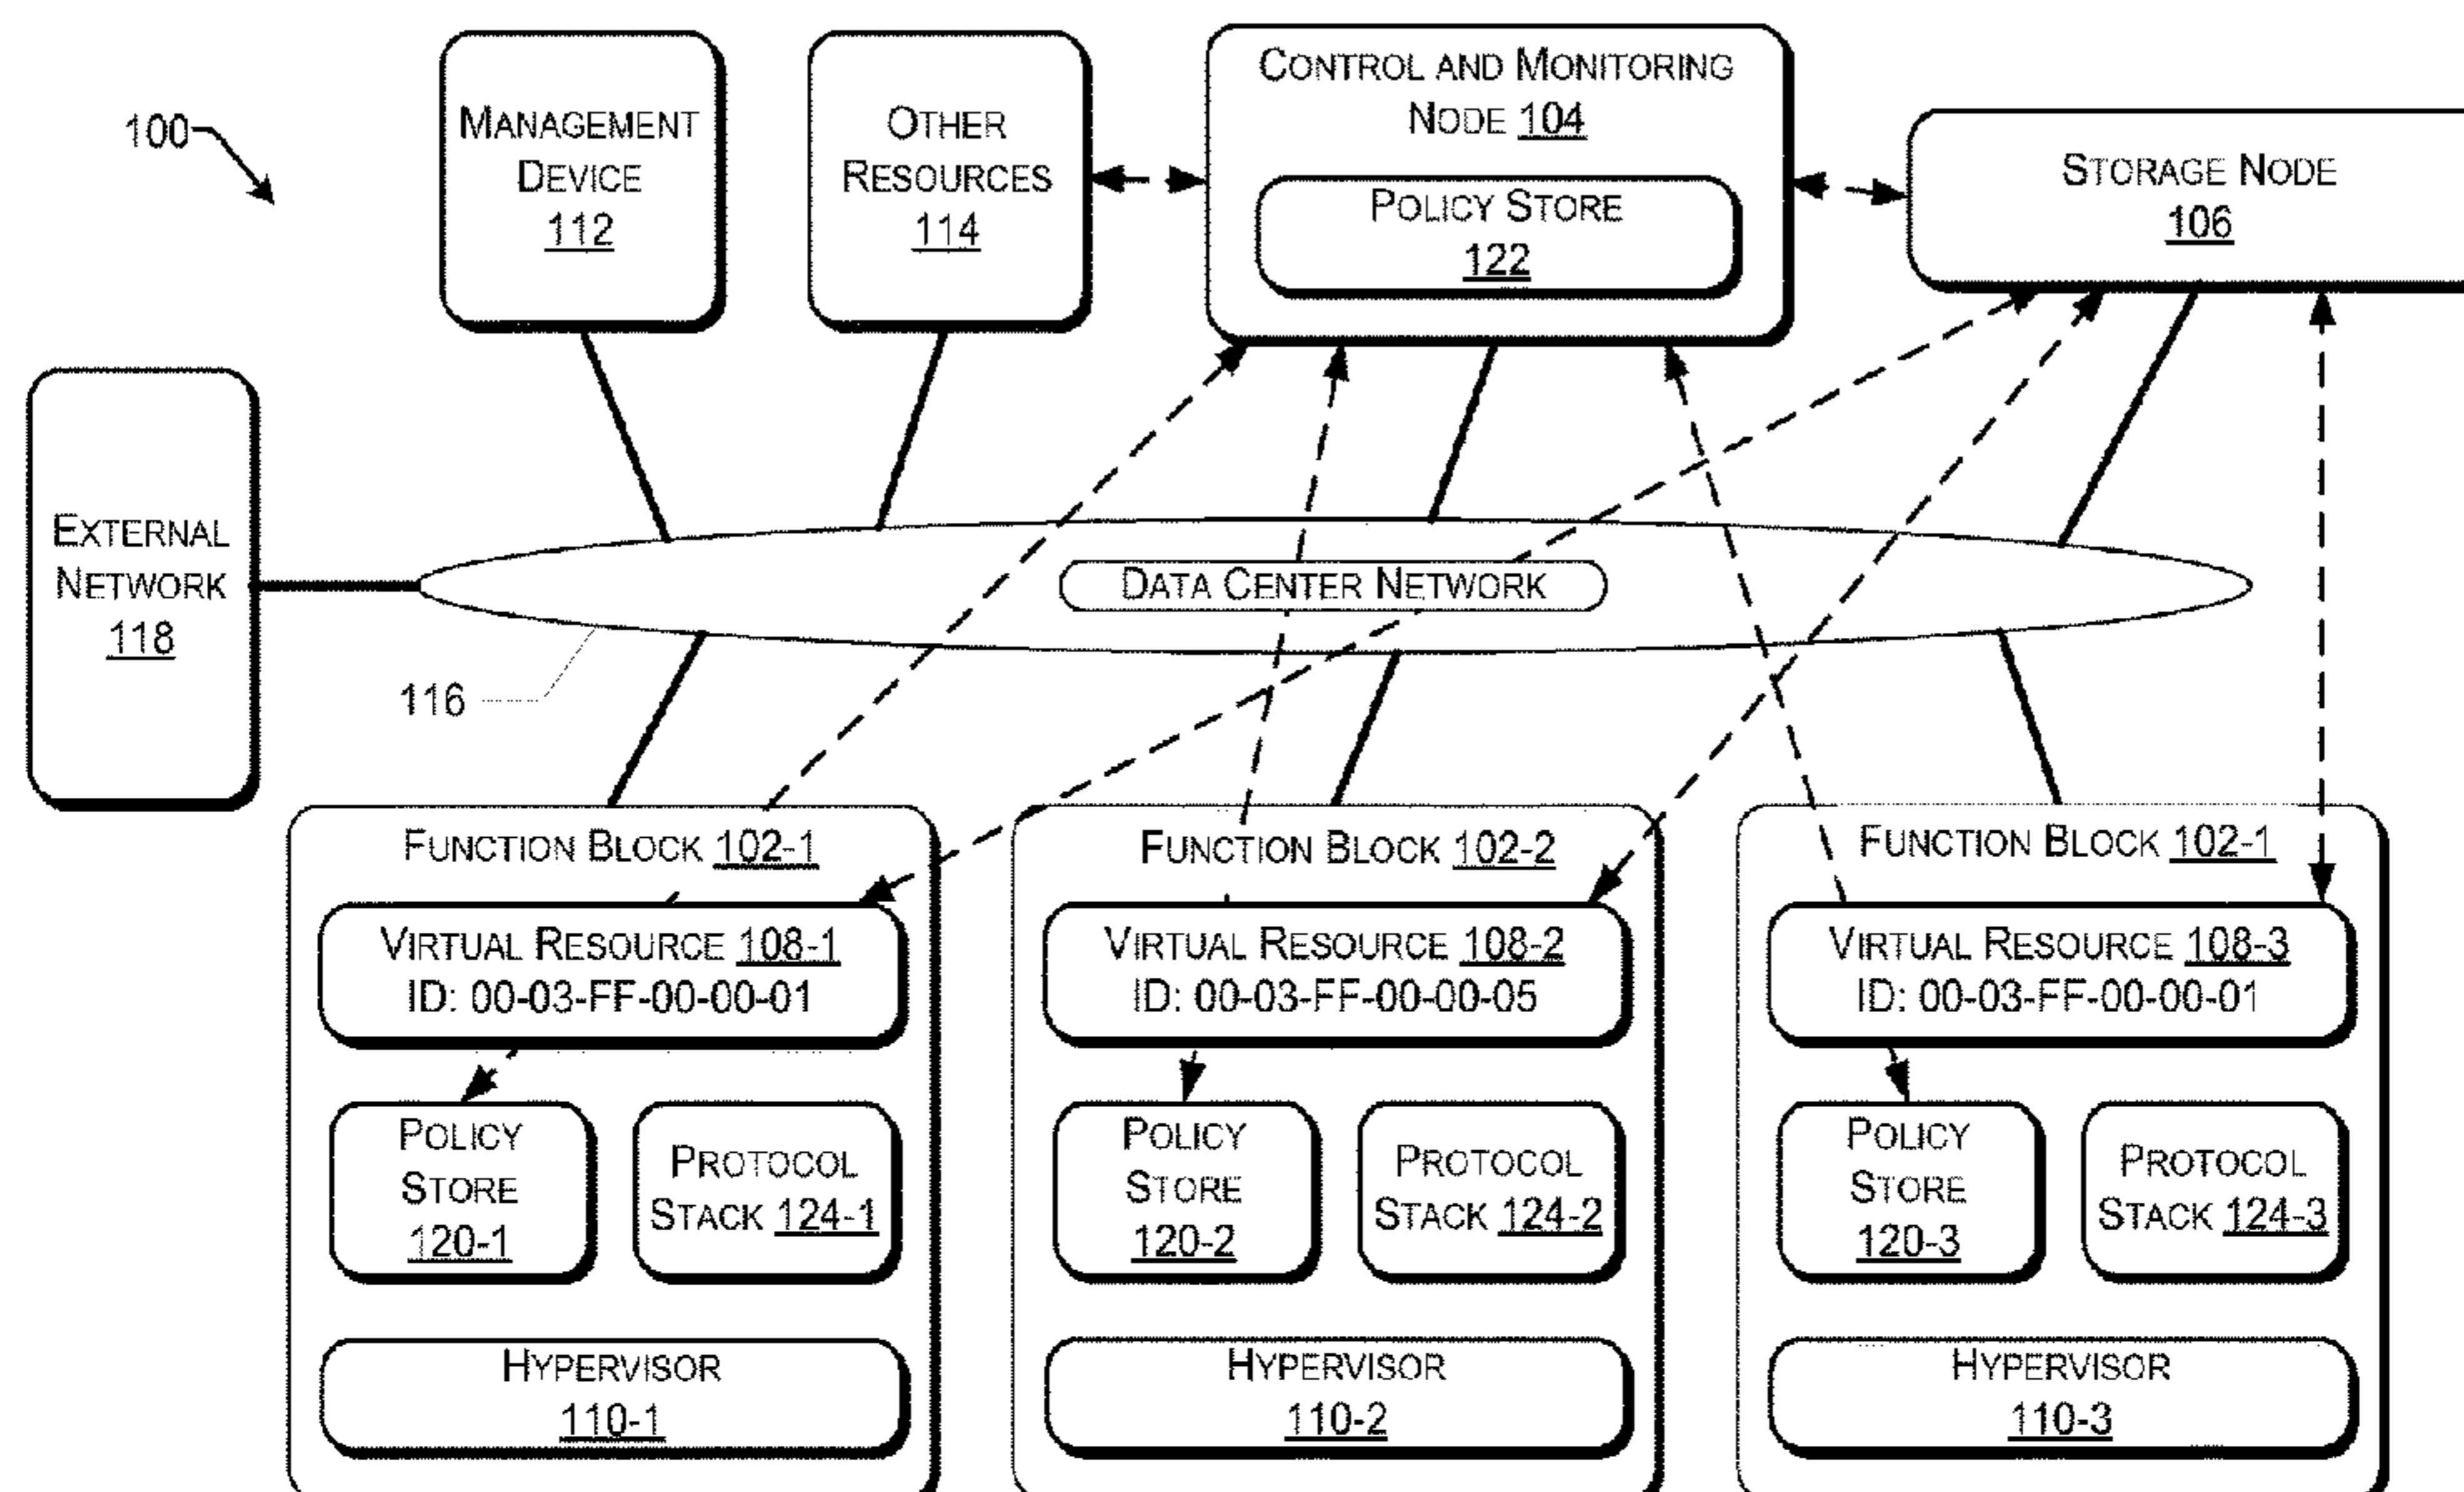 100
MANAGEMENT
DEVICE
112
OTHER
RESOURCES
114
CONTROL AND MONITORING
NODE 104
POLICY STORE
122
STORAGE NODE
106
EXTERNAL
NETWORK
118
DATA CENTER NETWORK
116
FUNCTION BLOCK 102-1
VIRTUAL RESOURCE 108-1
ID: 00-03-FF-00-00-01
POLICY
STORE
120-1
PROTOCOL
STACK 124-1
HYPERVISOR
110-1
FUNCTION BLOCK 102-2
VIRTUAL RESOURCE 108-2
ID: 00-03-FF-00-00-05
POLICY
STORE
120-2
PROTOCOL
STACK 124-2
HYPERVISOR
110-2
FUNCTION BLOCK 102-1
VIRTUAL RESOURCE 108-3
ID: 00-03-FF-00-00-01
POLICY
STORE
120-3
PROTOCOL
STACK 124-3
HYPERVISOR
110-3